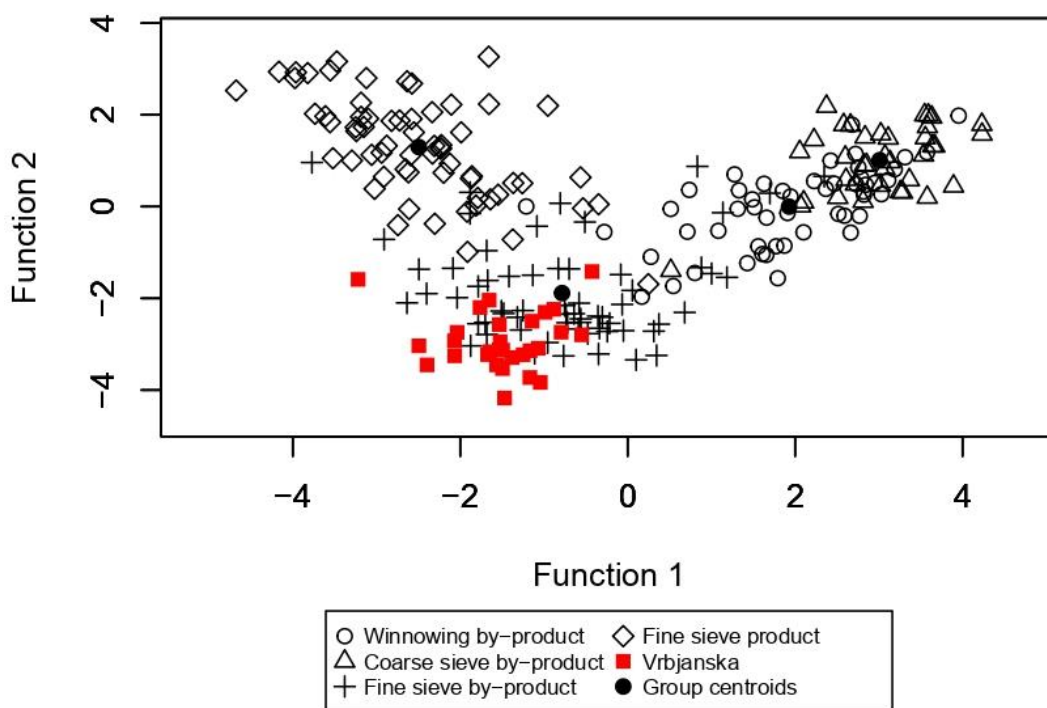 4
2
0
−2
−4
Function 2
−4 −2 0 2 4
Function 1
Winnowing by−product Fine sieve product
Coarse sieve by−product Vrbjanska
Fine sieve by−product Group centroids